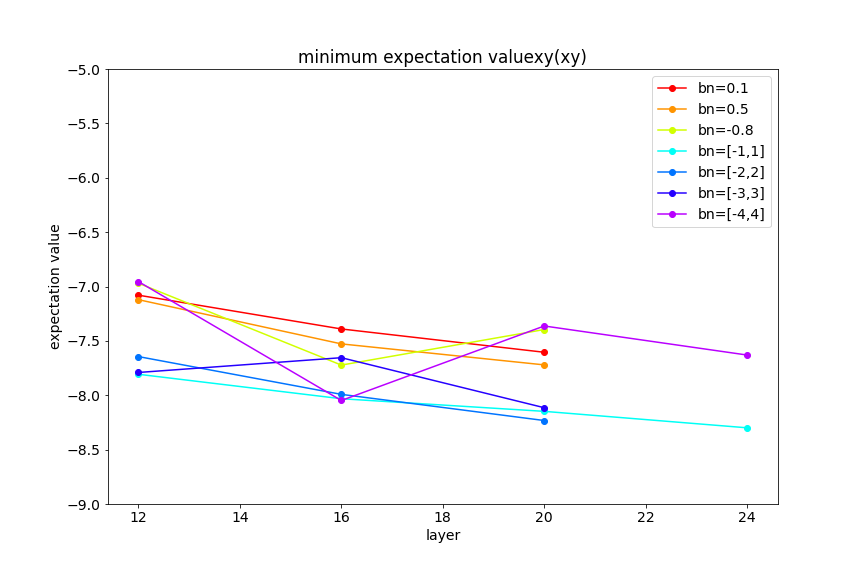 minimum expectation valuexy(xy)
−5.0
−5.5
−6.0
−6.5
−7.0
−7.5
−8.0
−8.5
−9.0
expectation value
12
14
16
18
20
22
24
layer
bn=0.1
bn=0.5
bn=-0.8
bn=[-1,1]
bn=[-2,2]
bn=[-3,3]
bn=[-4,4]